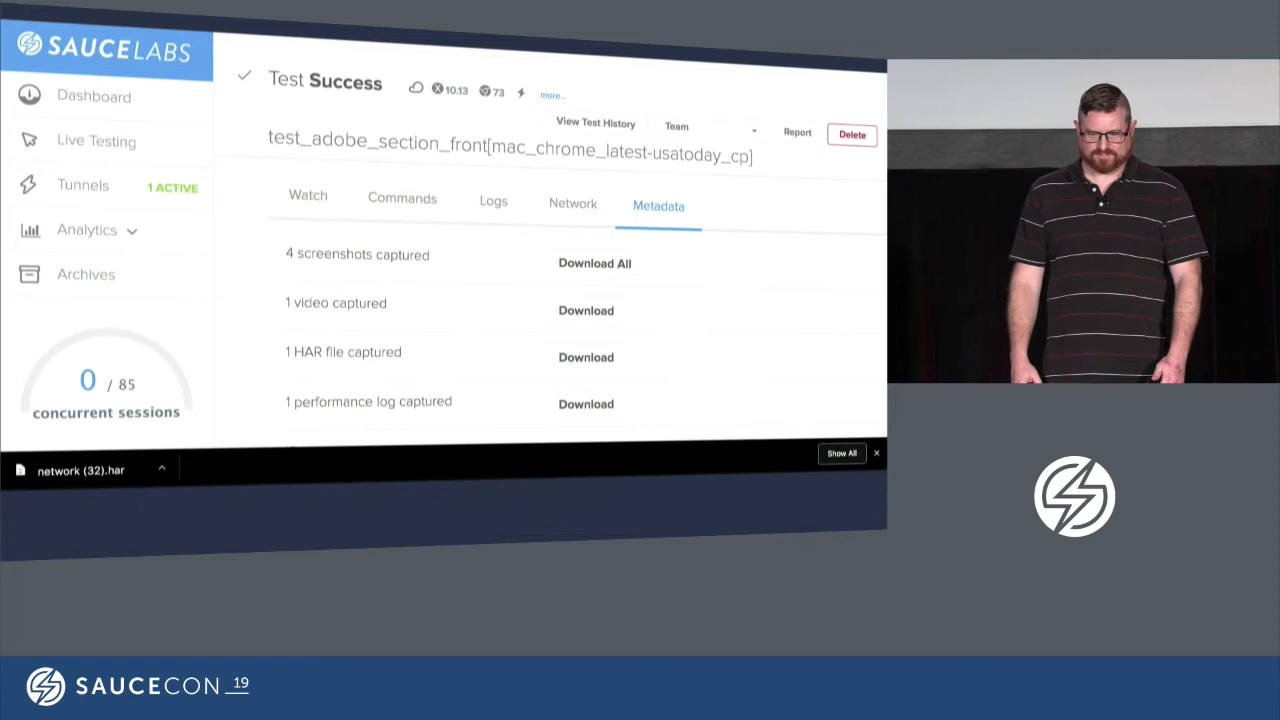 SAUCELABS
Dashboard
Live Testing
Tunnels 1 ACTIVE
Analytics
Archives
0 / 85
concurrent sessions
Test Success 10.13 73 more...
View Test History Team Report Delete
test_adobe_section_front[mac_chrome_latest-usatoday_cp]
Watch Commands Logs Network Metadata
4 screenshots captured Download All
1 video captured Download
1 HAR file captured Download
1 performance log captured Download
network (32).har Show All ×
SAUCECON_19